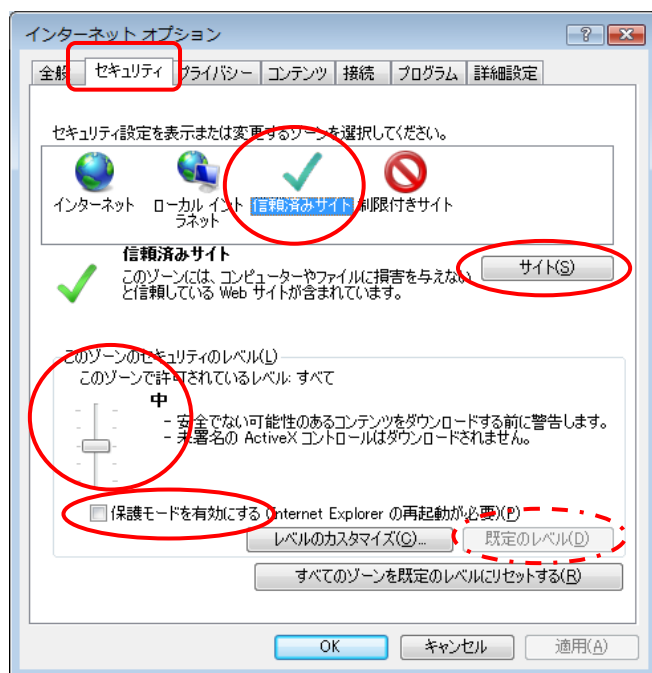 インターネット オプション
全般 セキュリティ プライバシー コンテンツ 接続 プログラム 詳細設定
セキュリティ設定を表示または変更するゾーンを選択してください。
インターネット
ローカル イント
ラネット
信頼済みサイト
制限付きサイト
信頼済みサイト
このゾーンには、コンピューターやファイルに損害を与えない
と信頼している Web サイトが含まれています。
サイト(S)
このゾーンのセキュリティのレベル(L)
このゾーンで許可されているレベル: すべて
中
- 安全でない可能性のあるコンテンツをダウンロードする前に警告します。
- 未署名の ActiveX コントロールはダウンロードされません。
保護モードを有効にする (Internet Explorer の再起動が必要)(P)
レベルのカスタマイズ(C)... 既定のレベル(D)
すべてのゾーンを既定のレベルにリセットする(R)
OK キャンセル 適用(A)